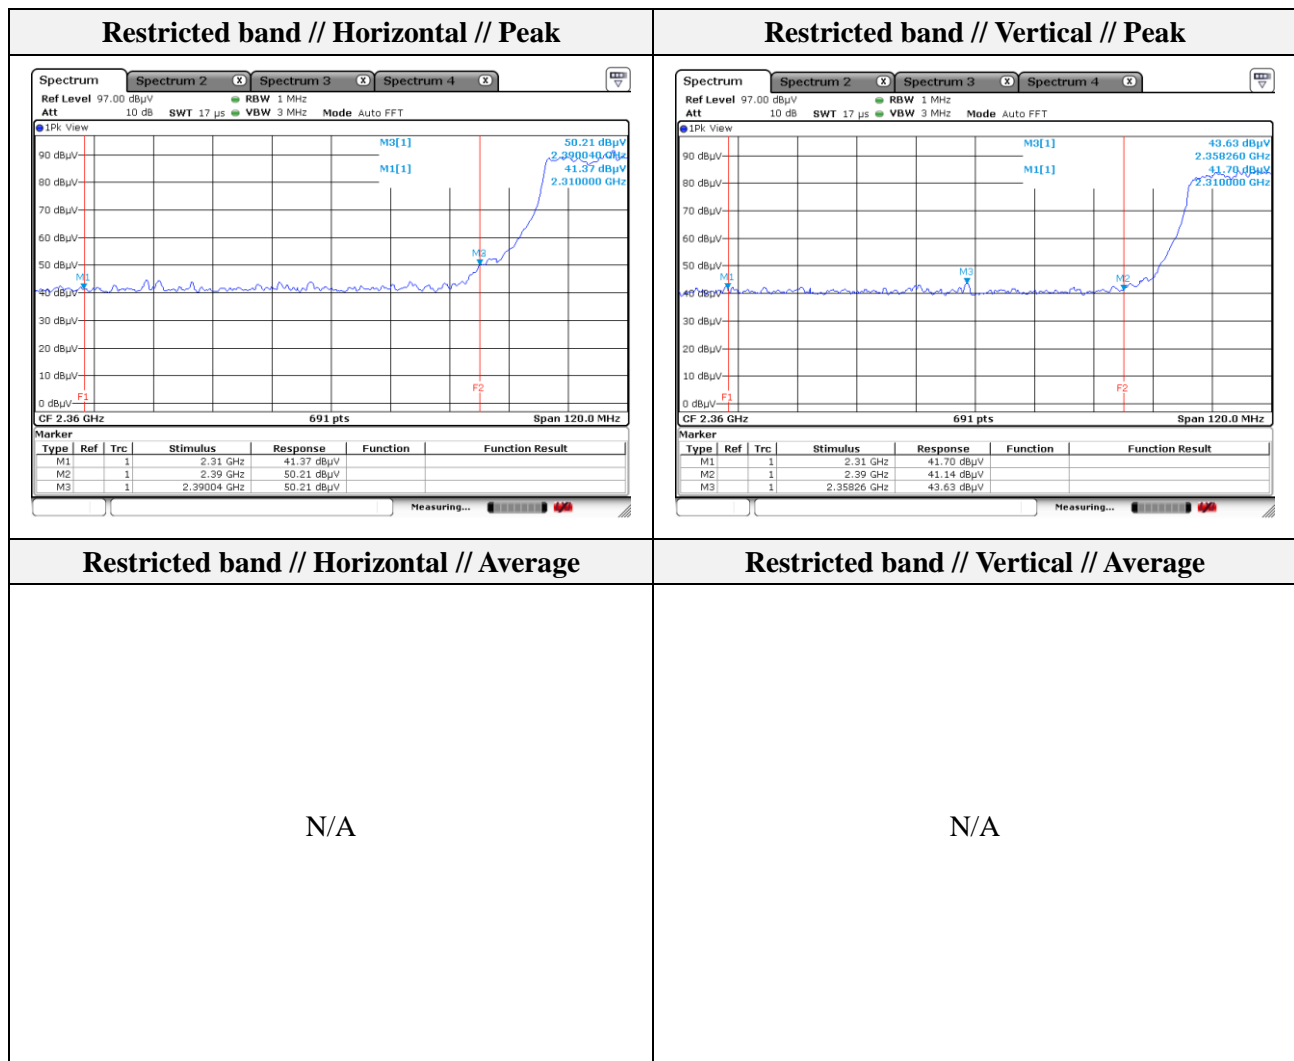 Restricted band // Horizontal // Peak
Spectrum Spectrum 2 X Spectrum 3 X Spectrum 4 X
Ref Level 97.00 dBµV RBW 1 MHz
Att 10 dB SWT 17 µs VBW 3 MHz Mode Auto FFT
1Pk View
M3[1] 50.21 dBµV
2.390040 GHz
M1[1] 41.37 dBµV
2.310000 GHz
90 dBµV
80 dBµV
70 dBµV
60 dBµV
50 dBµV
40 dBµV
30 dBµV
20 dBµV
10 dBµV
0 dBµV
M1
M3
F1
F2
CF 2.36 GHz 691 pts Span 120.0 MHz
Marker
Type Ref Trc Stimulus Response Function Function Result
M1 1 2.31 GHz 41.37 dBµV
M2 1 2.39 GHz 50.21 dBµV
M3 1 2.39004 GHz 50.21 dBµV
Measuring...
Restricted band // Vertical // Peak
Spectrum Spectrum 2 X Spectrum 3 X Spectrum 4 X
Ref Level 97.00 dBµV RBW 1 MHz
Att 10 dB SWT 17 µs VBW 3 MHz Mode Auto FFT
1Pk View
M3[1] 43.63 dBµV
2.358260 GHz
M1[1] 41.70 dBµV
2.310000 GHz
90 dBµV
80 dBµV
70 dBµV
60 dBµV
50 dBµV
40 dBµV
30 dBµV
20 dBµV
10 dBµV
0 dBµV
M1
M3
M2
F1
F2
CF 2.36 GHz 691 pts Span 120.0 MHz
Marker
Type Ref Trc Stimulus Response Function Function Result
M1 1 2.31 GHz 41.70 dBµV
M2 1 2.39 GHz 41.14 dBµV
M3 1 2.35826 GHz 43.63 dBµV
Measuring...
Restricted band // Horizontal // Average
Restricted band // Vertical // Average
N/A
N/A